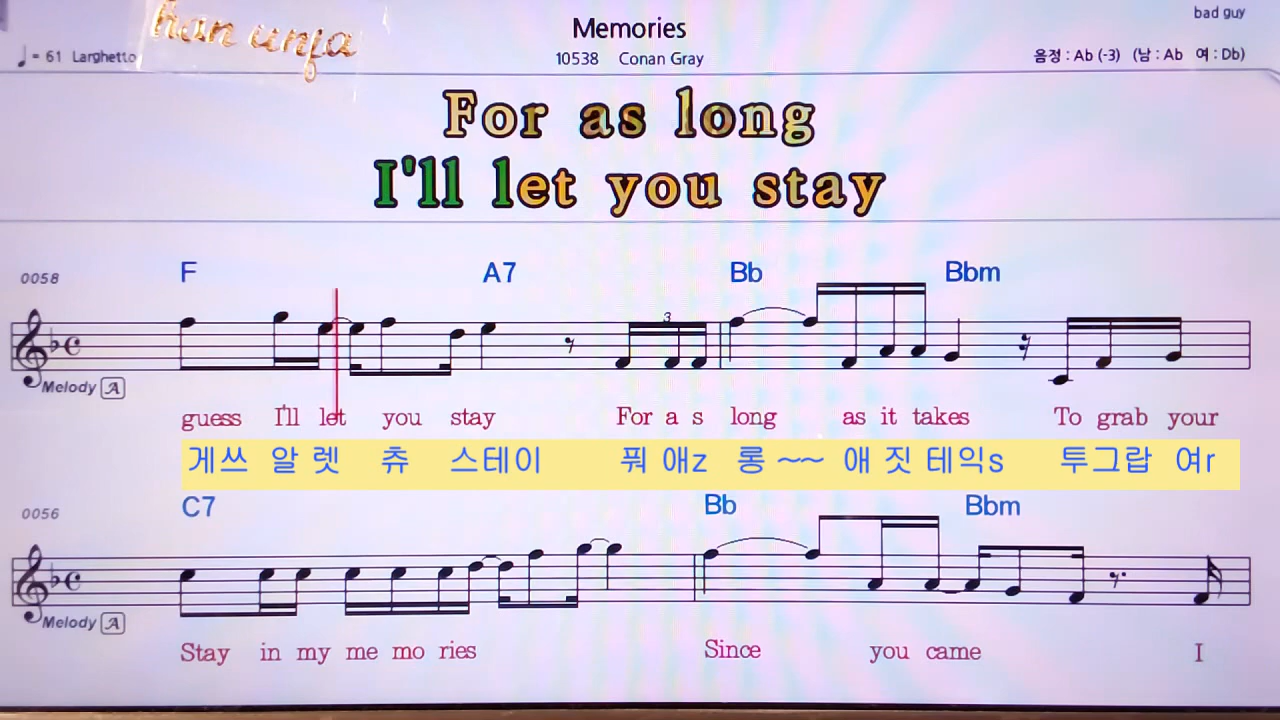 han unja
Memories
bad guy
♩= 61 Larghetto
10538 Conan Gray
음정 : Ab (-3) (남 : Ab 여 : Db)
For as long
I'll let you stay
0058
F A7 Bb Bbm
3
Melody A
guess I'll let you stay For a s long as it takes To grab your
게쓰 알 렛 츄 스테이 풔 애z 롱 ~~ 애 짓 테익s 투그랍 여r
0056
C7 Bb Bbm
Melody A
Stay in my me mo ries Since you came I